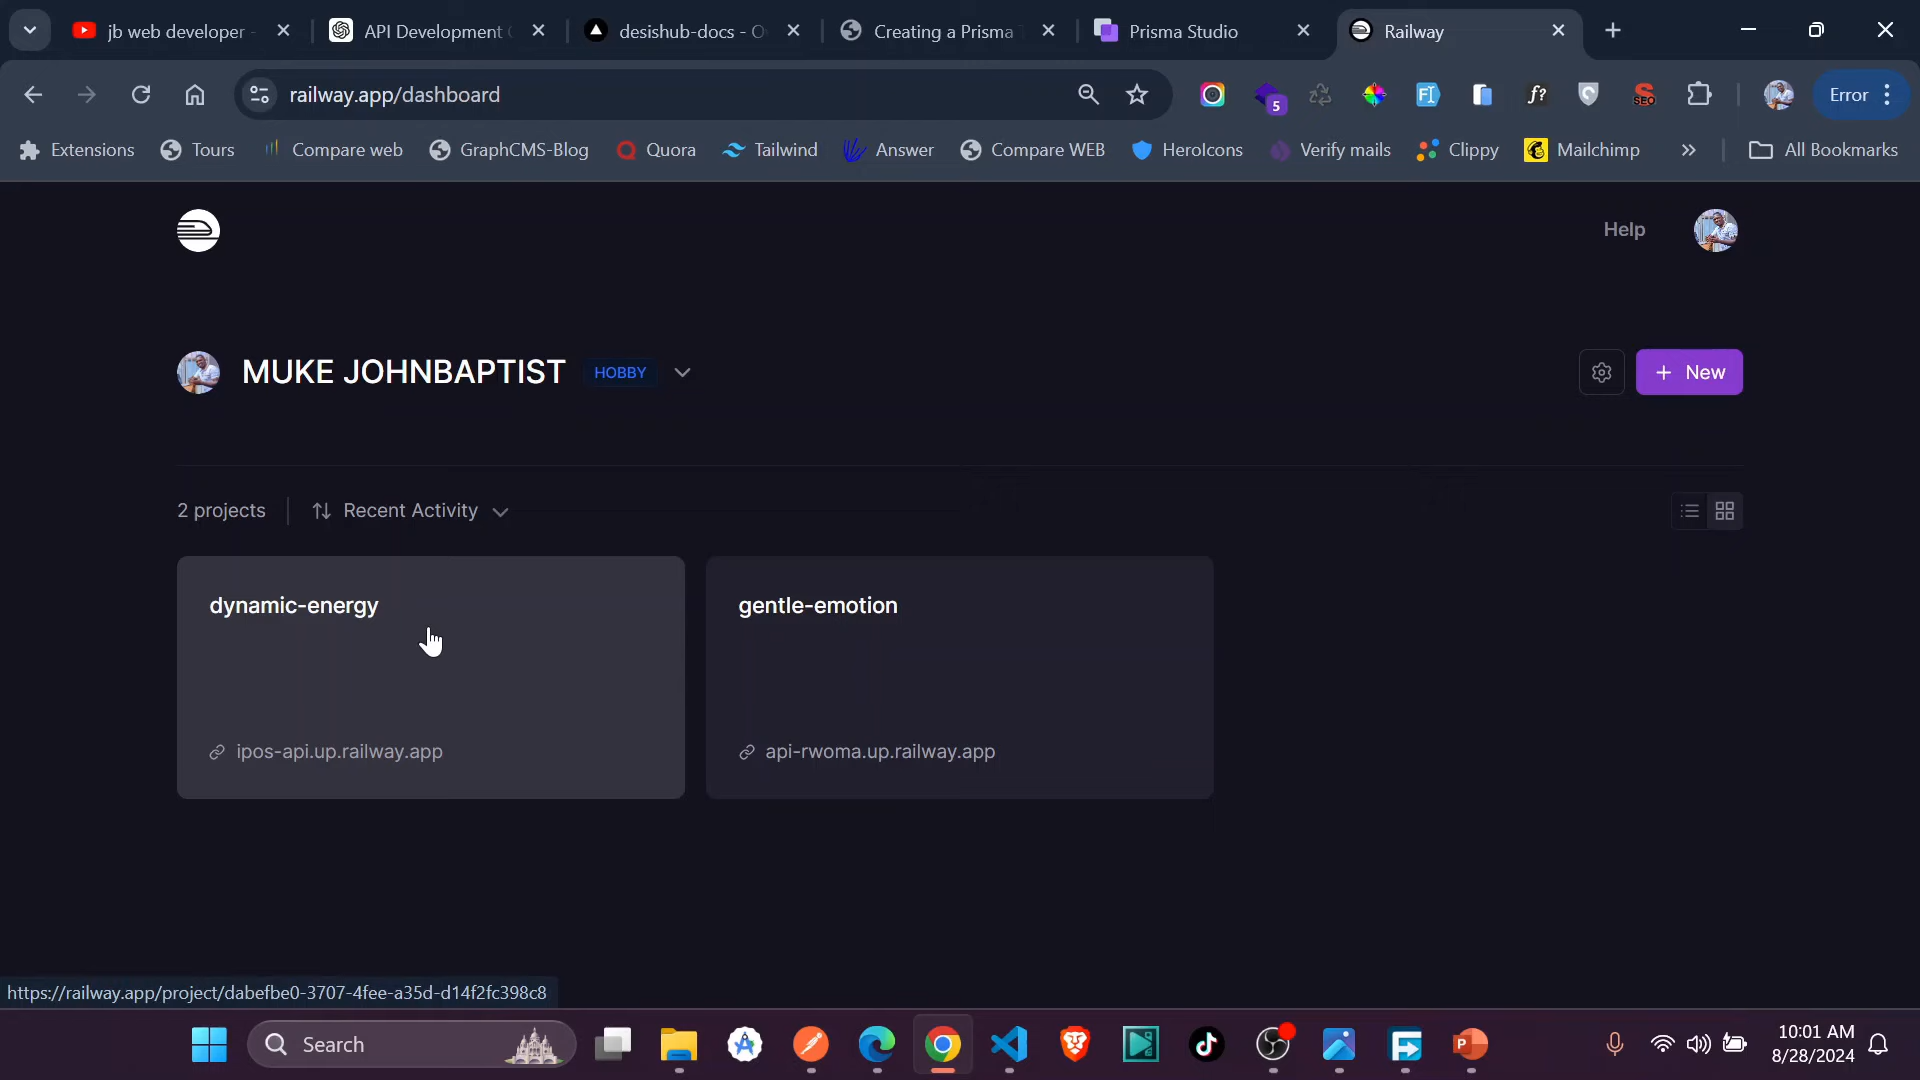 jb web developer -
API Development (
desishub-docs - O
Creating a Prisma
Prisma Studio
Railway
railway.app/dashboard
5
f?
SEO
Error
Extensions
Tours
Compare web
GraphCMS-Blog
Quora
Tailwind
Answer
Compare WEB
HeroIcons
Verify mails
Clippy
Mailchimp
All Bookmarks
Help
MUKE JOHNBAPTIST
HOBBY
+ New
2 projects
Recent Activity
dynamic-energy
gentle-emotion
ipos-api.up.railway.app
api-rwoma.up.railway.app
https://railway.app/project/dabefbe0-3707-4fee-a35d-d14f2fc398c8
Search
10:01 AM
8/28/2024